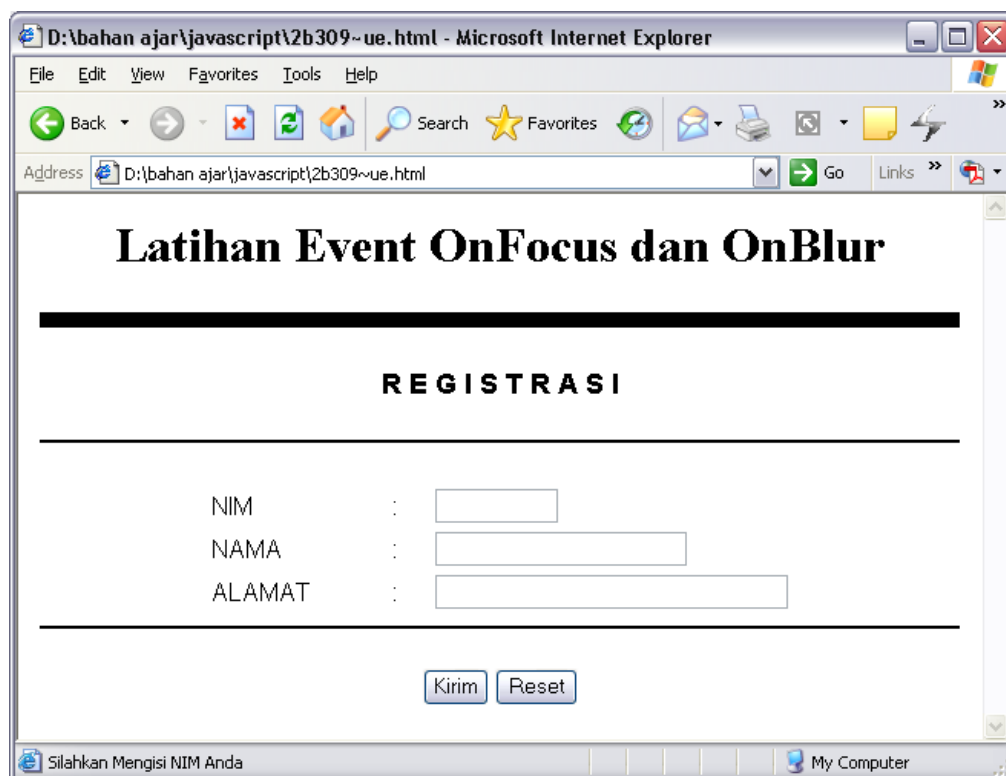 D:\bahan ajar\javascript\2b309~ue.html - Microsoft Internet Explorer
File Edit View Favorites Tools Help
Back Search Favorites
Address D:\bahan ajar\javascript\2b309~ue.html Go Links »
Latihan Event OnFocus dan OnBlur
R E G I S T R A S I
NIM :
NAMA :
ALAMAT :
Kirim Reset
Silahkan Mengisi NIM Anda My Computer